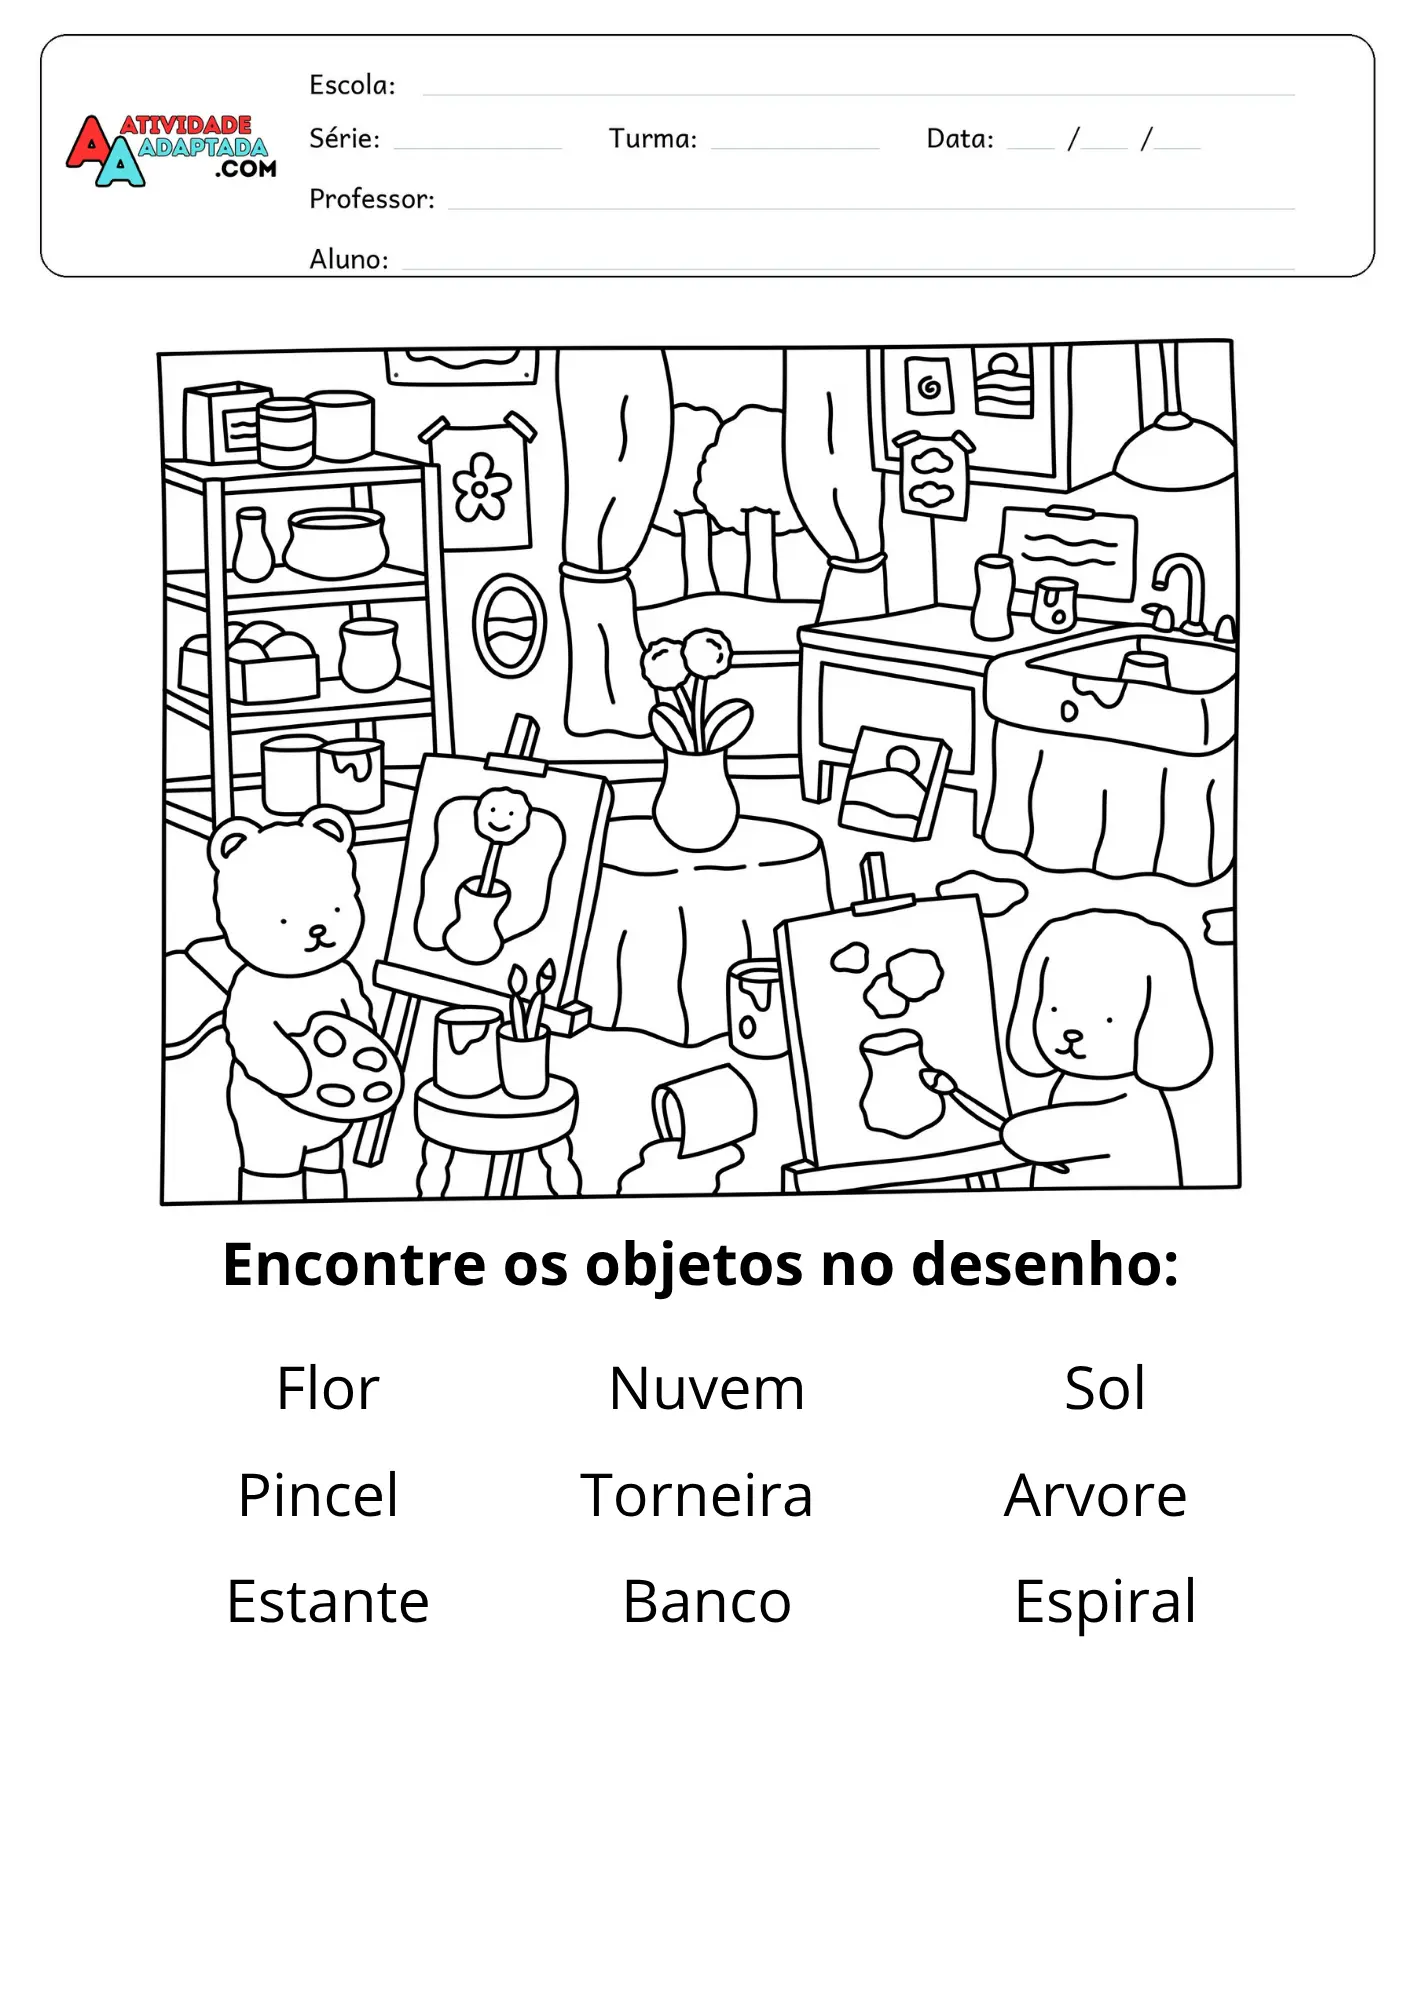 ATIVIDADE
ADAPTADA
.COM
Escola:
Série: Turma: Data: / /
Professor:
Aluno:
Encontre os objetos no desenho:
Flor Nuvem Sol
Pincel Torneira Arvore
Estante Banco Espiral